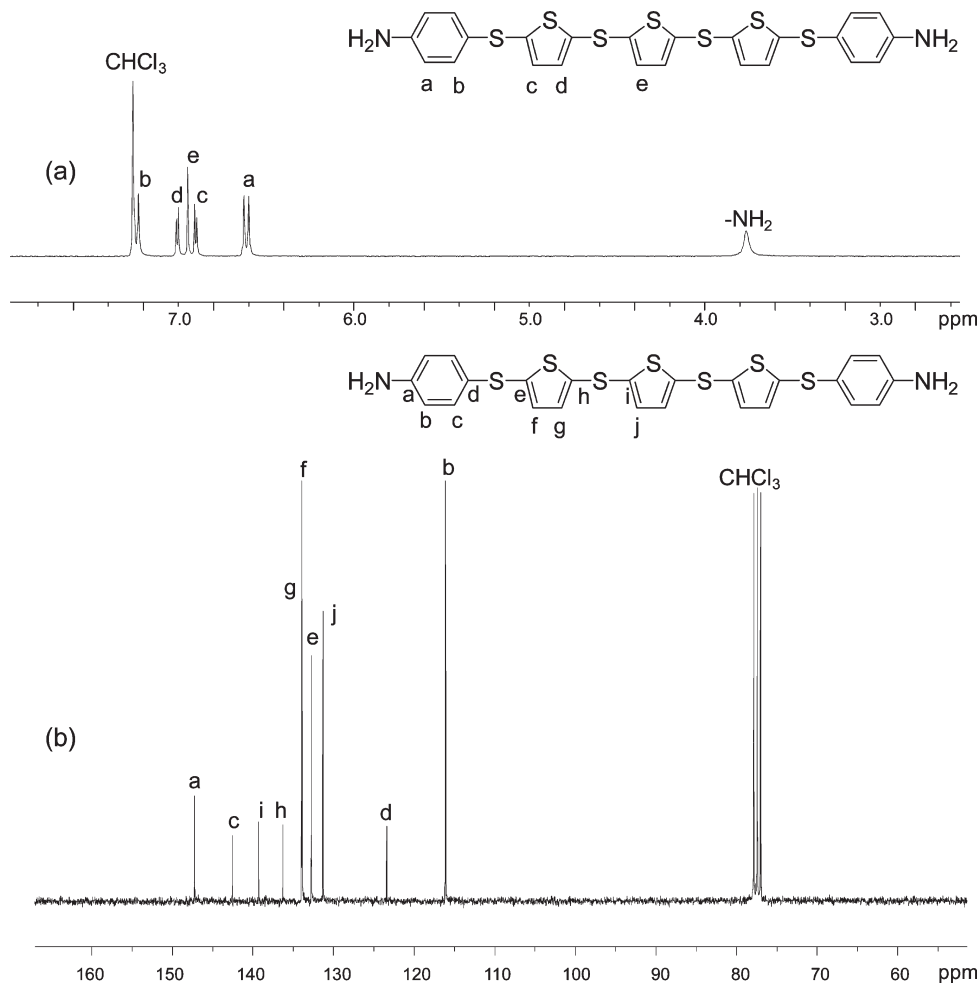 S S S
H2N S S S S NH2
a b c d e
CHCl3
(a)
b d e c a
-NH2
7.0 6.0 5.0 4.0 3.0 ppm
S S S
H2N S S S S NH2
a d e h i
b c f g j
f b CHCl3
g
e j
(b)
a c i h d
160 150 140 130 120 110 100 90 80 70 60 ppm